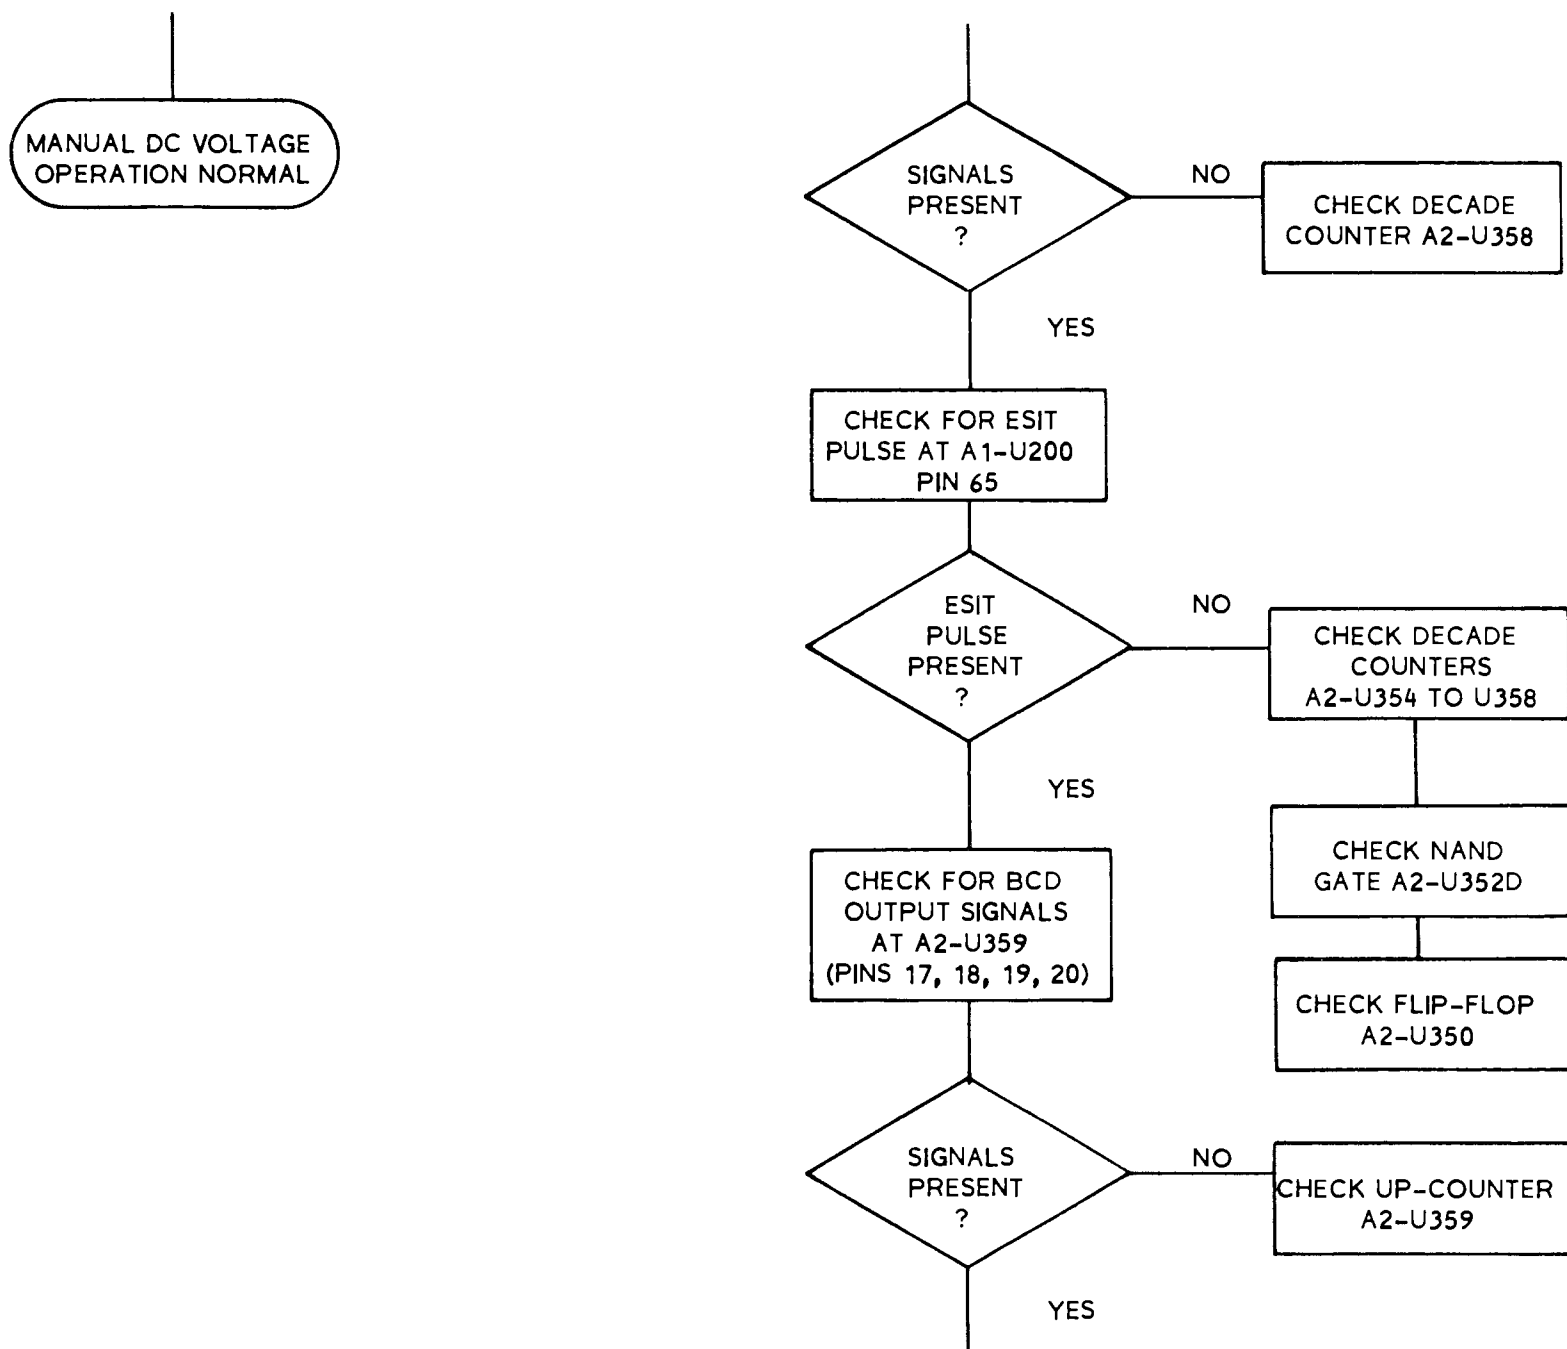 MANUAL DC VOLTAGE
OPERATION NORMAL
SIGNALS
PRESENT
?
NO
CHECK DECADE
COUNTER A2-U358
YES
CHECK FOR ESIT
PULSE AT A1-U200
PIN 65
ESIT
PULSE
PRESENT
?
NO
CHECK DECADE
COUNTERS
A2-U354 TO U358
YES
CHECK NAND
GATE A2-U352D
CHECK FOR BCD
OUTPUT SIGNALS
AT A2-U359
(PINS 17, 18, 19, 20)
CHECK FLIP-FLOP
A2-U350
SIGNALS
PRESENT
?
NO
CHECK UP-COUNTER
A2-U359
YES